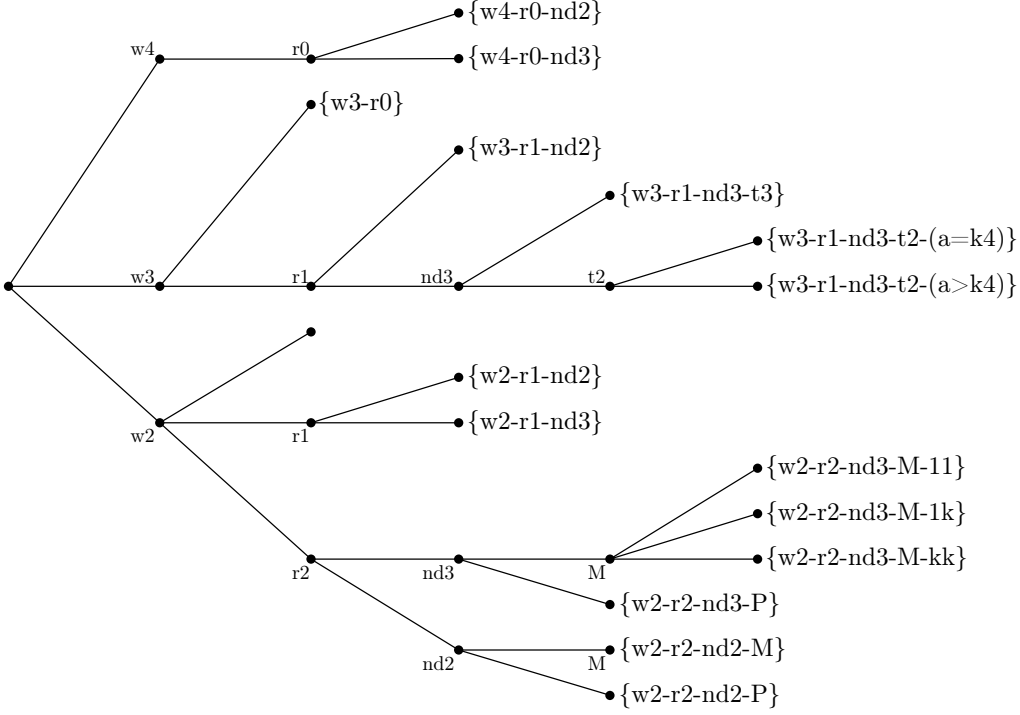 {w4-r0-nd2}
w4
r0
{w4-r0-nd3}
{w3-r0}
{w3-r1-nd2}
{w3-r1-nd3-t3}
{w3-r1-nd3-t2-(a=k4)}
w3
r1
nd3
t2
{w3-r1-nd3-t2-(a>k4)}
{w2-r1-nd2}
w2
r1
{w2-r1-nd3}
{w2-r2-nd3-M-11}
{w2-r2-nd3-M-1k}
r2
nd3
M
{w2-r2-nd3-M-kk}
{w2-r2-nd3-P}
nd2
M
{w2-r2-nd2-M}
{w2-r2-nd2-P}